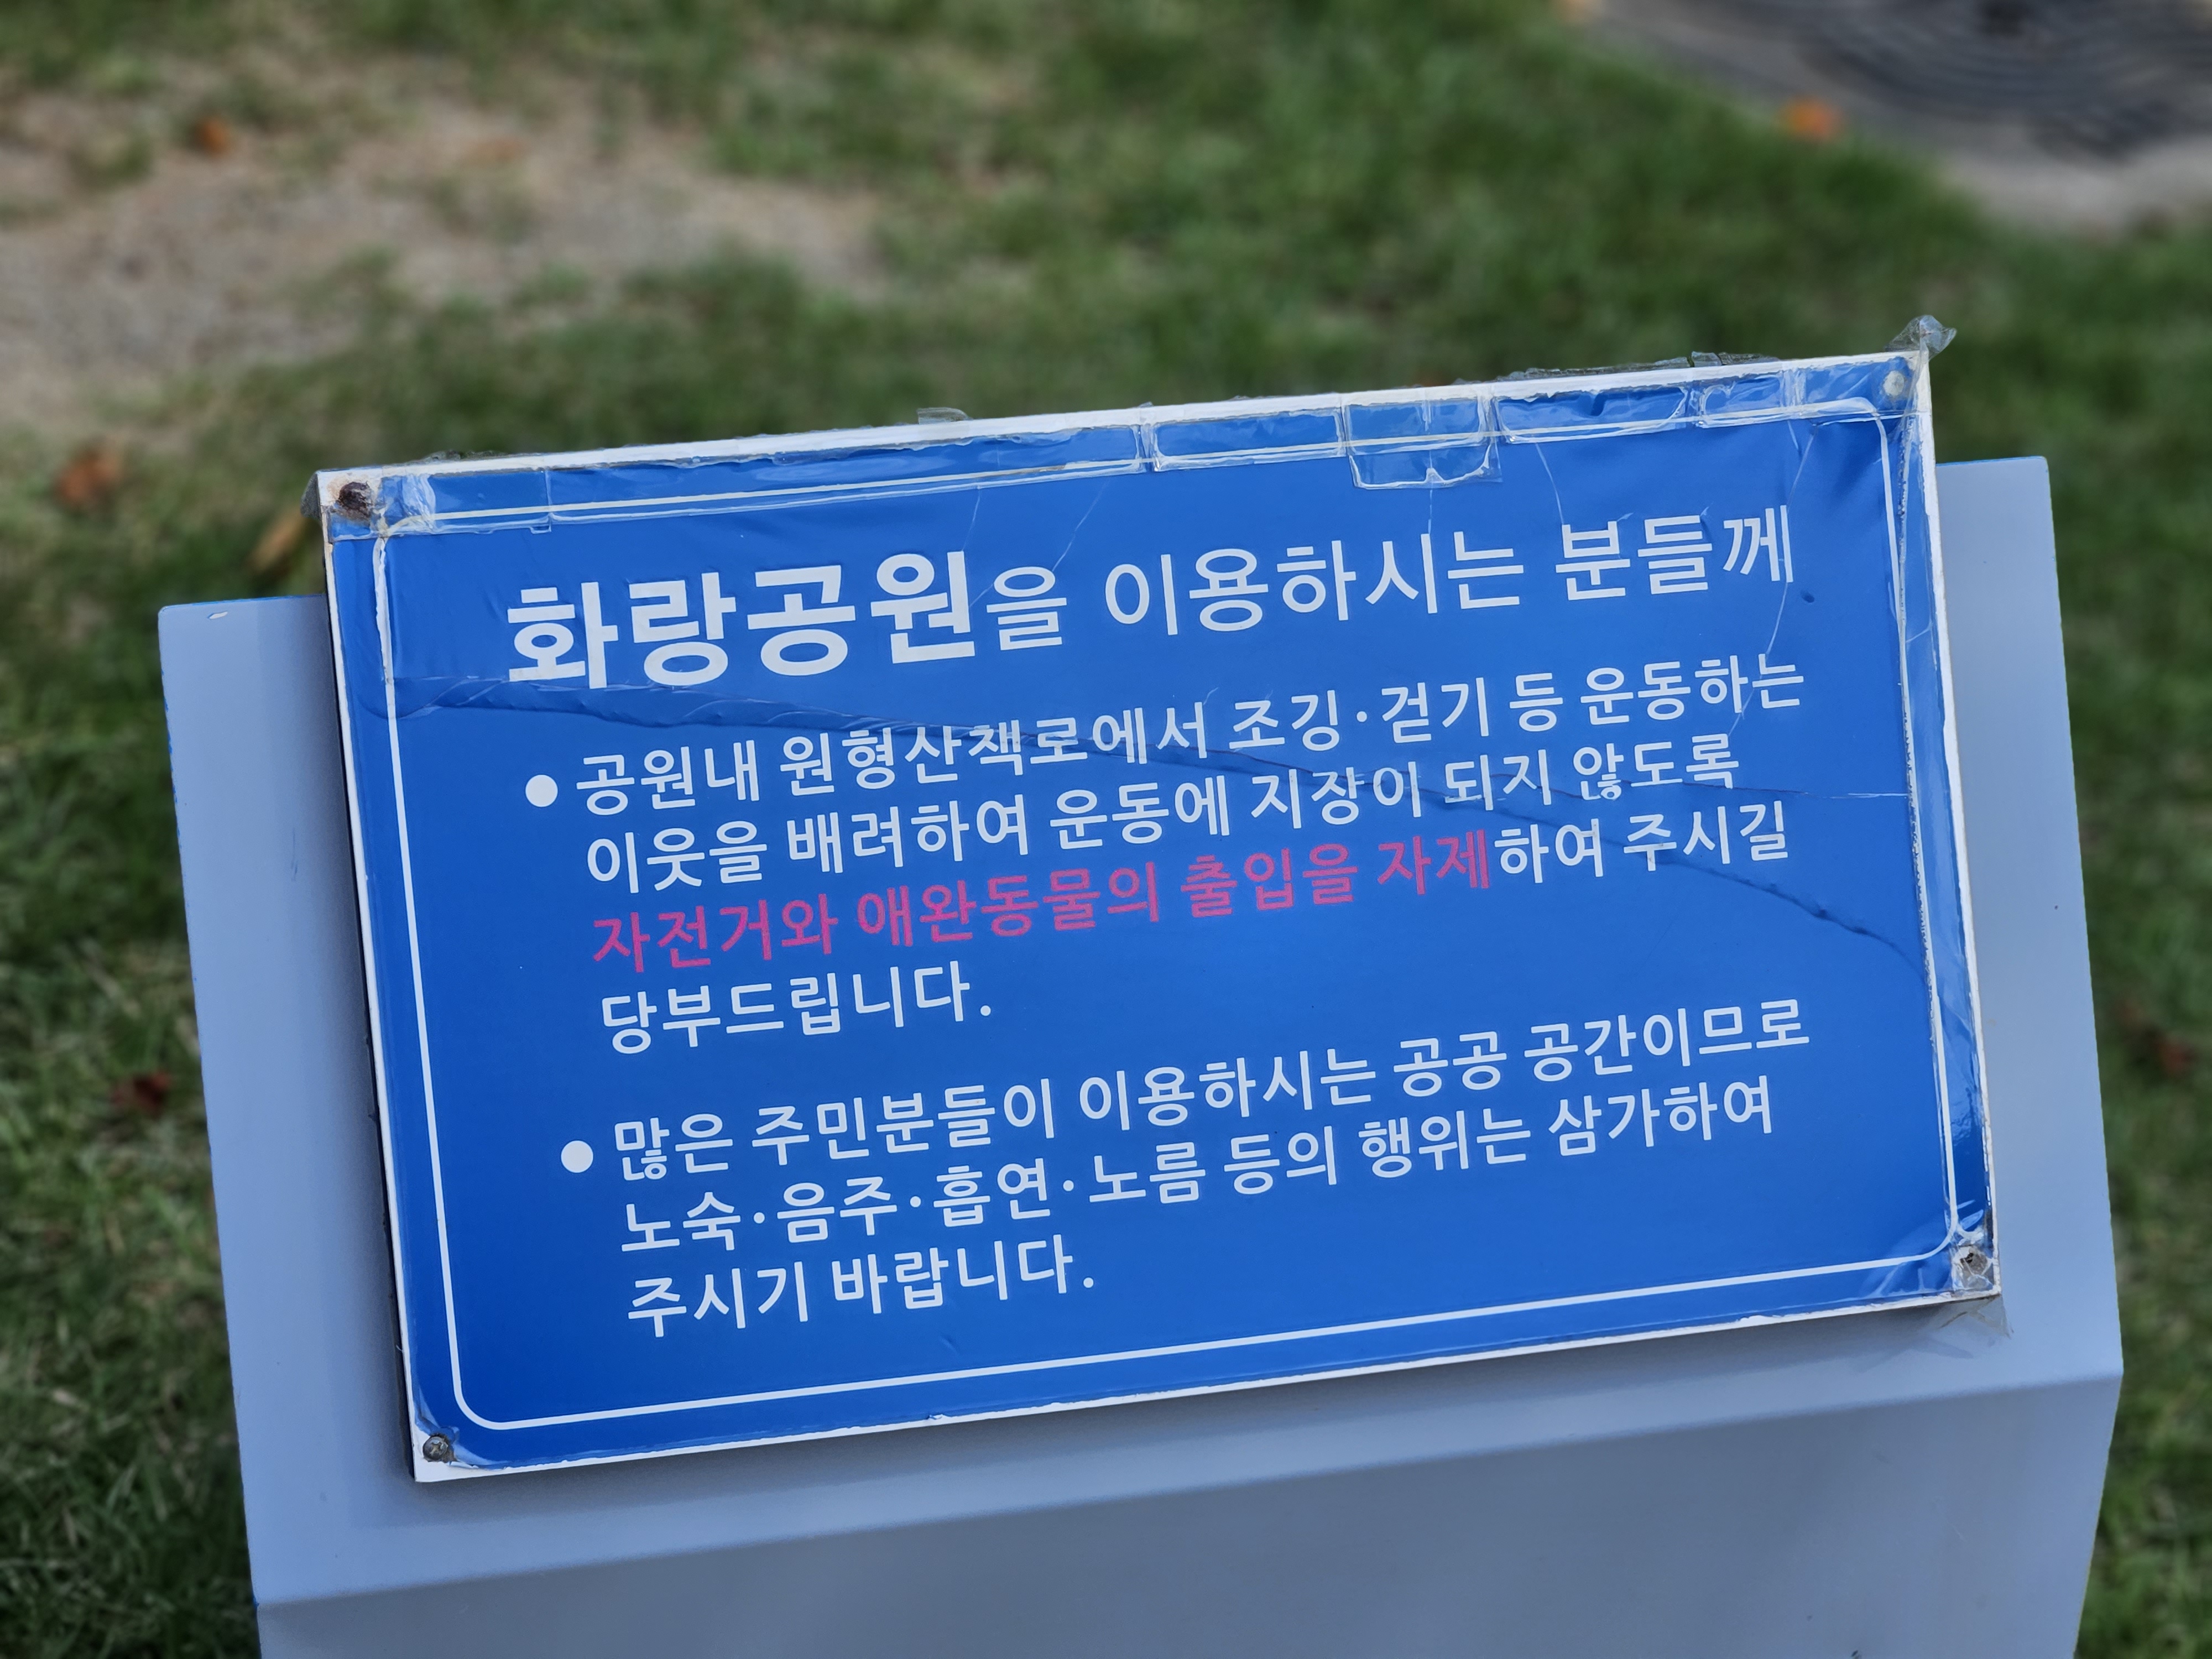 화랑공원을 이용하시는 분들께
● 공원내 원형산책로에서 조깅·걷기 등 운동하는
이웃을 배려하여 운동에 지장이 되지 않도록
자전거와 애완동물의 출입을 자제하여 주시길
당부드립니다.
● 많은 주민분들이 이용하시는 공공 공간이므로
노숙·음주·흡연·노름 등의 행위는 삼가하여
주시기 바랍니다.